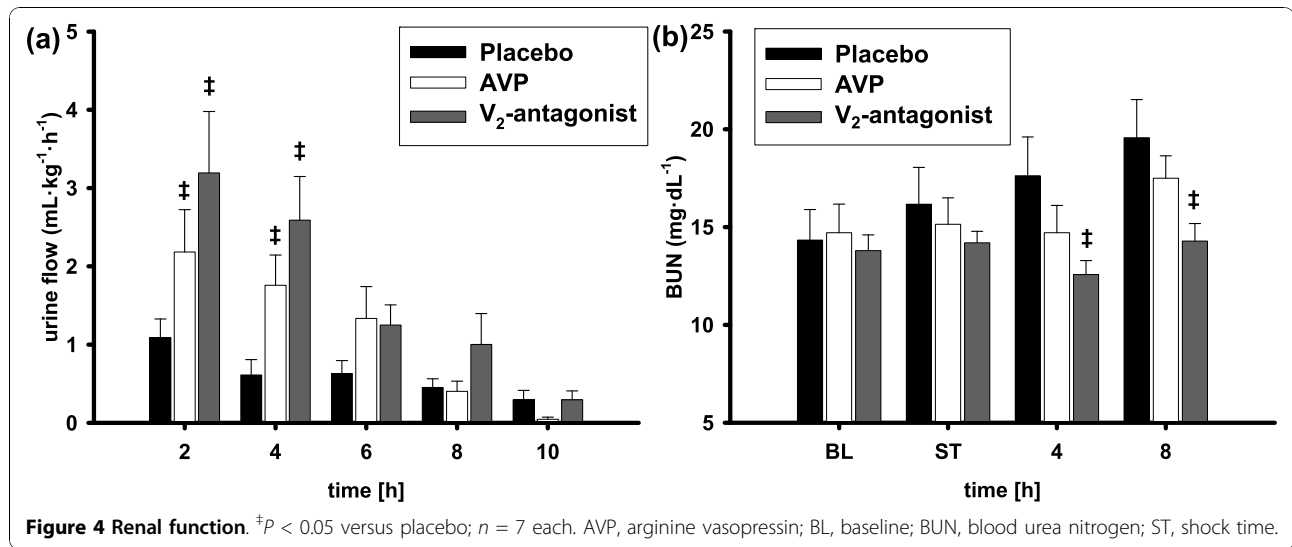 (a)
Placebo
AVP
V2-antagonist
urine flow (mL·kg-1·h-1)
5
4
3
2
1
0
‡
‡
‡
‡
2 4 6 8 10
time [h]
(b)
Placebo
AVP
V2-antagonist
BUN (mg·dL-1)
25
20
15
10
5
‡
‡
BL ST 4 8
time [h]
Figure 4 Renal function. ‡P < 0.05 versus placebo; n = 7 each. AVP, arginine vasopressin; BL, baseline; BUN, blood urea nitrogen; ST, shock time.